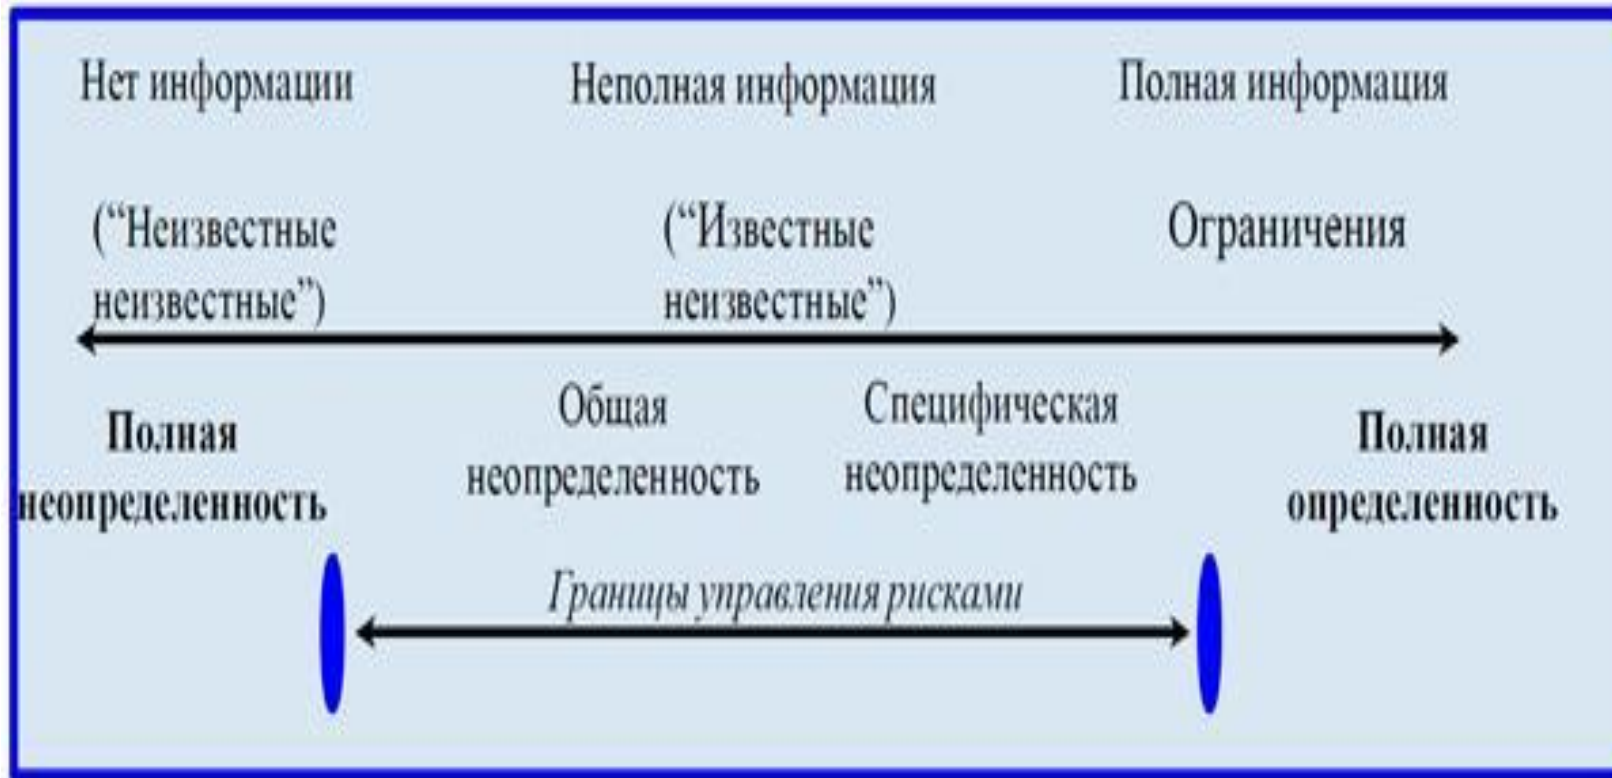 Нет информации
Неполная информация
Полная информация
(“Неизвестные
неизвестные”)
(“Известные
неизвестные”)
Ограничения
Полная
неопределенность
Общая
неопределенность
Специфическая
неопределенность
Полная
определенность
Границы управления рисками